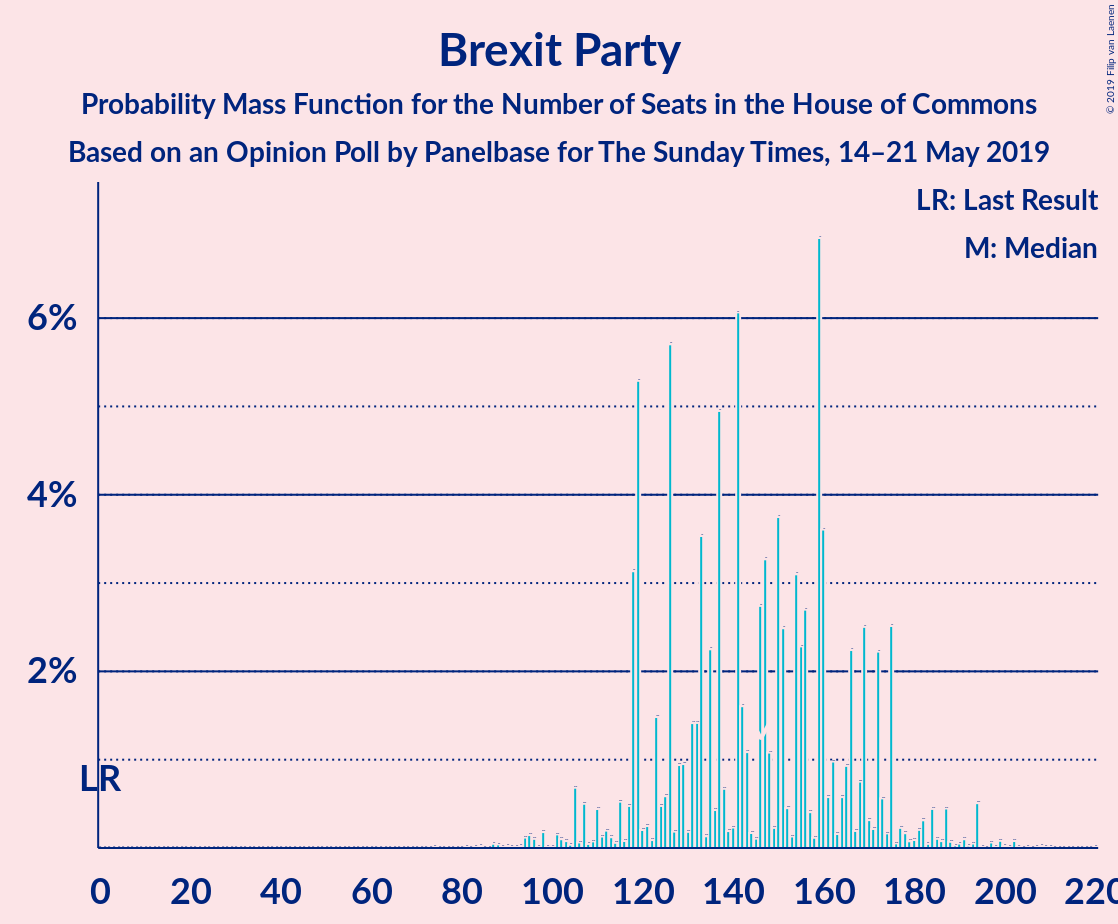 Brexit Party
Probability Mass Function for the Number of Seats in the House of Commons
Based on an Opinion Poll by Panelbase for The Sunday Times, 14–21 May 2019
© 2019 Filip van Laenen
LR: Last Result
M: Median
6%
4%
2%
LR
0 20 40 60 80 100 120 140 160 180 200 220